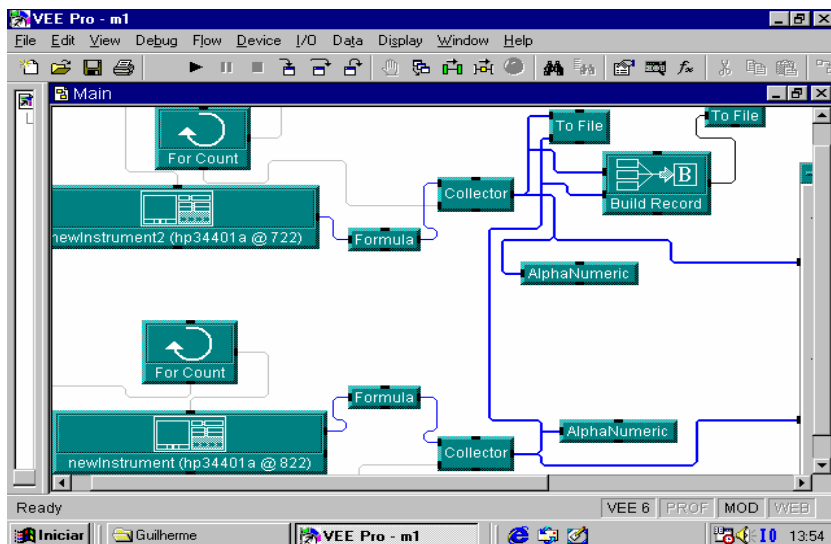 VEE Pro - m1
File Edit View Debug Flow Device I/O Data Display Window Help
Main
To File
To File
For Count
Build Record
Collector
newInstrument2 (hp34401a @ 722)
Formula
AlphaNumeric
For Count
Formula
AlphaNumeric
Collector
newInstrument (hp34401a @ 822)
Ready
VEE 6 PROF MOD WEB
Iniciar Guilherme VEE Pro - m1 13:54